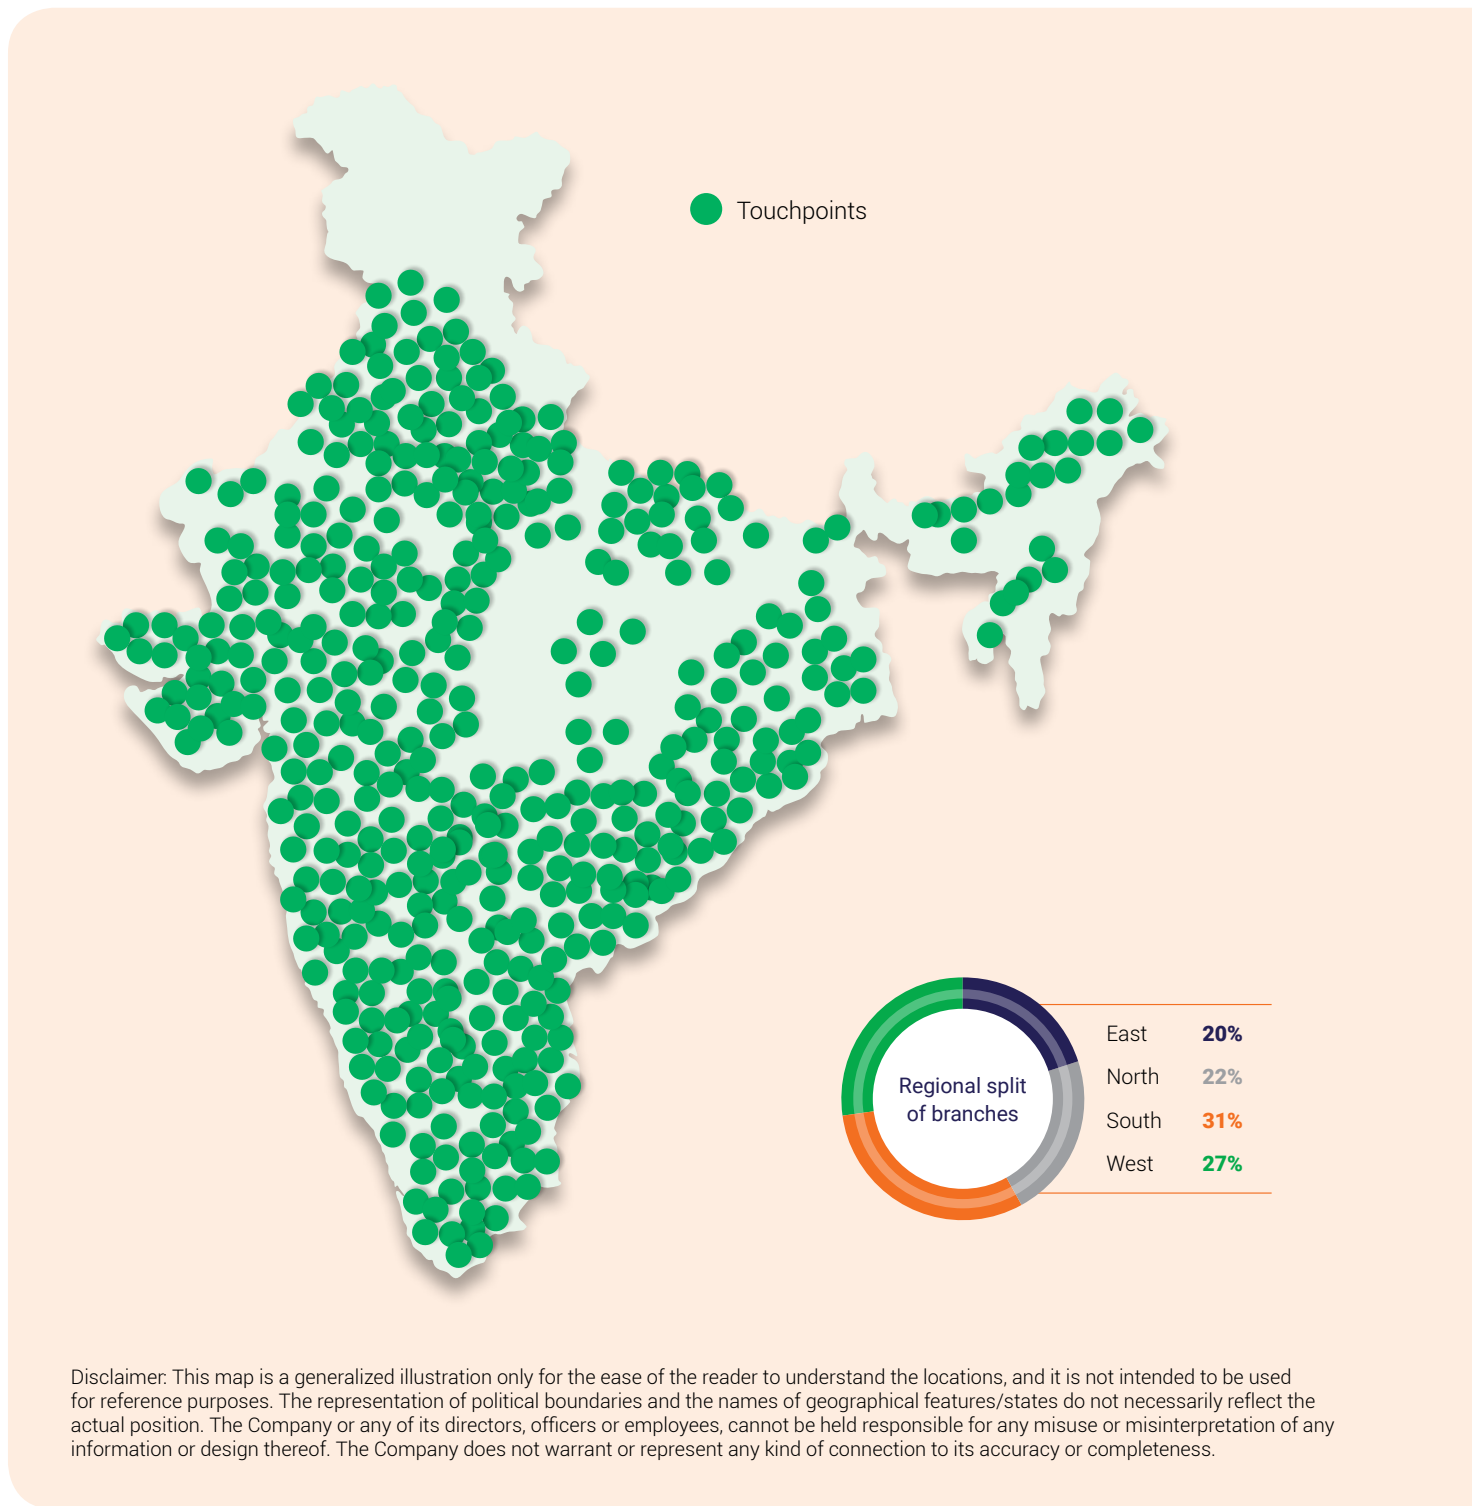 Touchpoints
Regional split
of branches
East 20%
North 22%
South 31%
West 27%
Disclaimer: This map is a generalized illustration only for the ease of the reader to understand the locations, and it is not intended to be used
for reference purposes. The representation of political boundaries and the names of geographical features/states do not necessarily reflect the
actual position. The Company or any of its directors, officers or employees, cannot be held responsible for any misuse or misinterpretation of any
information or design thereof. The Company does not warrant or represent any kind of connection to its accuracy or completeness.